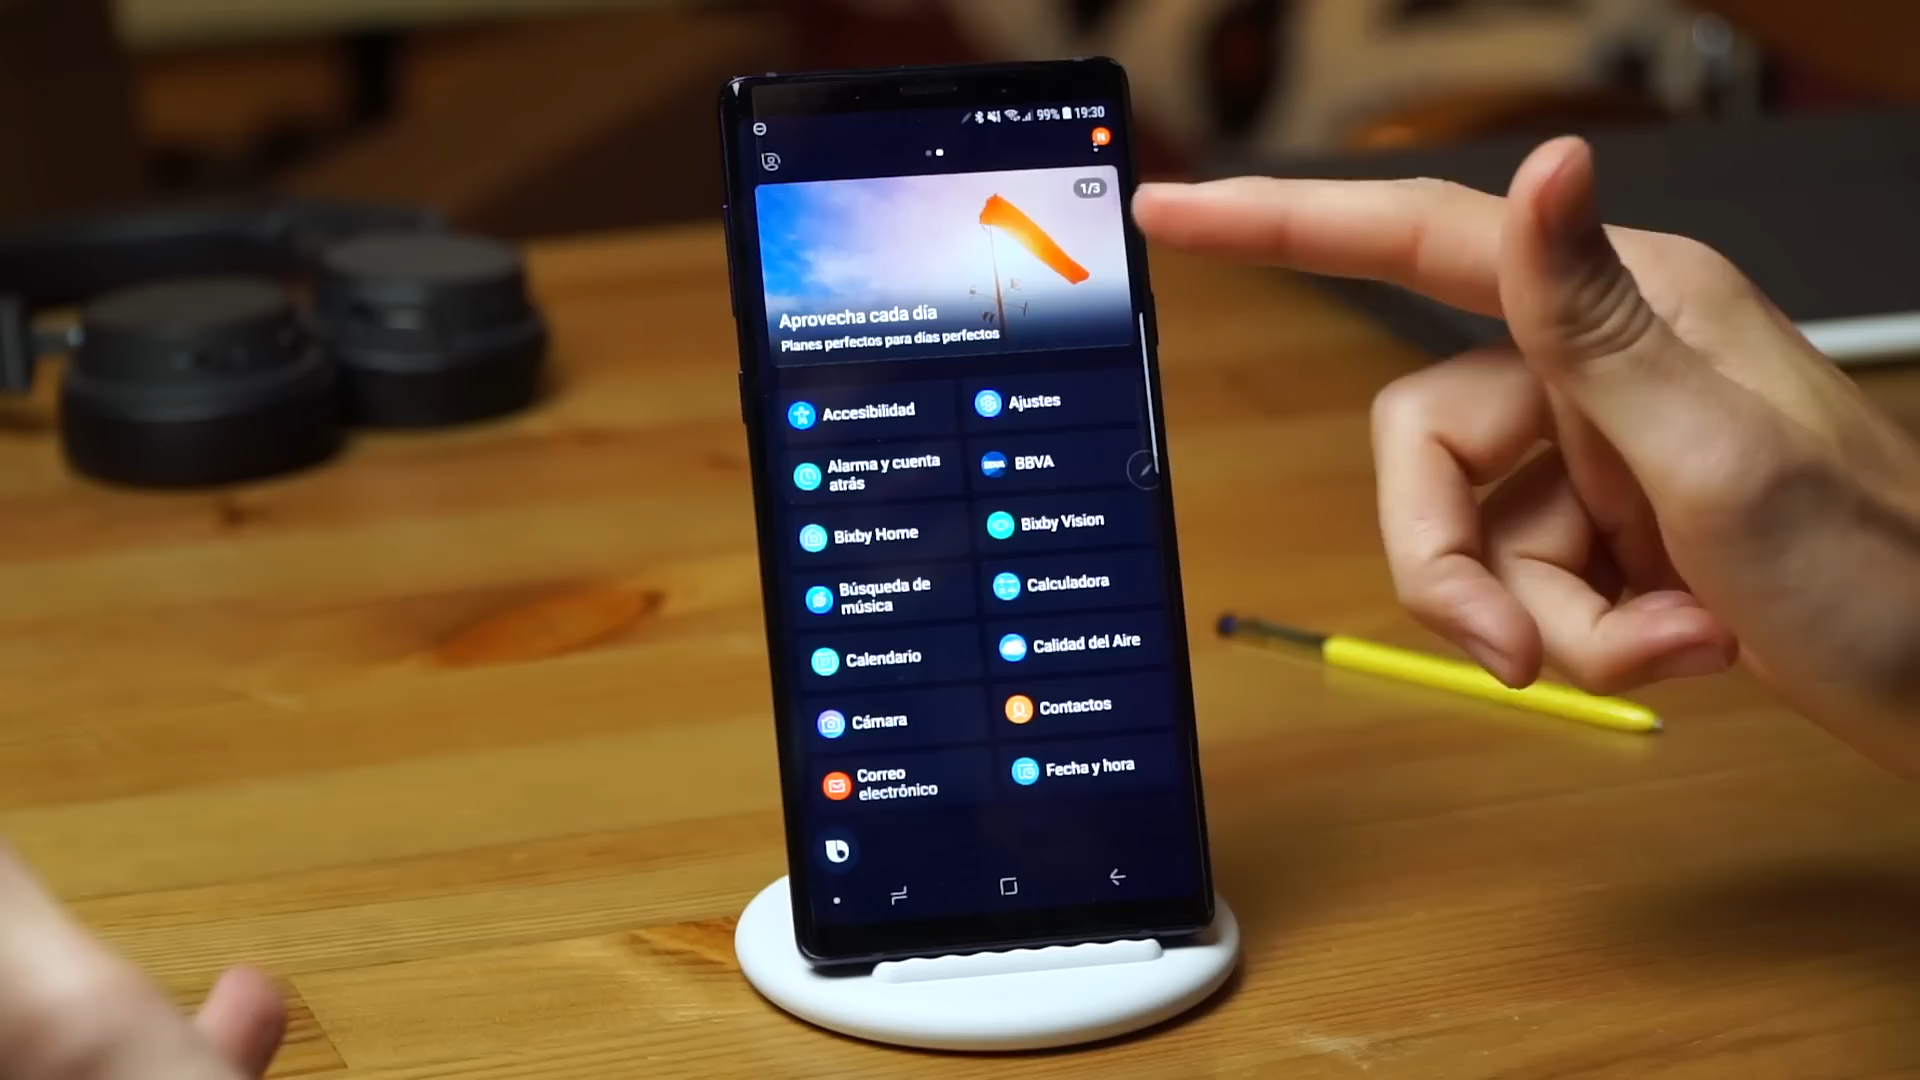 99% 19:30
N
1/3
Aprovecha cada día
Planes perfectos para días perfectos
Accesibilidad
Ajustes
Alarma y cuenta
atrás
BBVA
Bixby Home
Bixby Vision
Búsqueda de
música
Calculadora
Calendario
Calidad del Aire
Cámara
Contactos
Correo
electrónico
Fecha y hora